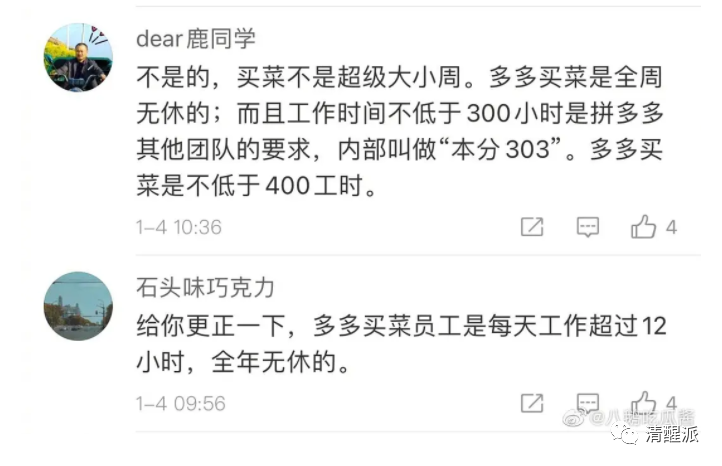 dear鹿同学
不是的，买菜不是超级大小周。多多买菜是全周
无休的；而且工作时间不低于300小时是拼多多
其他团队的要求，内部叫做“本分303”。多多买
菜是不低于400工时。
1-4 10:36
4
石头味巧克力
给你更正一下，多多买菜员工是每天工作超过12
小时，全年无休的。
1-4 09:56
4
清醒派